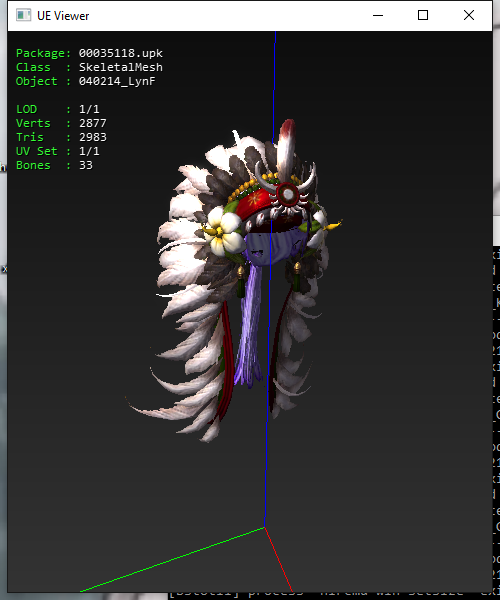 UE Viewer
Package: 00035118.upk
Class : SkeletalMesh
Object : 040214_LynF
LOD : 1/1
Verts : 2877
Tris : 2983
UV Set : 1/1
Bones : 33